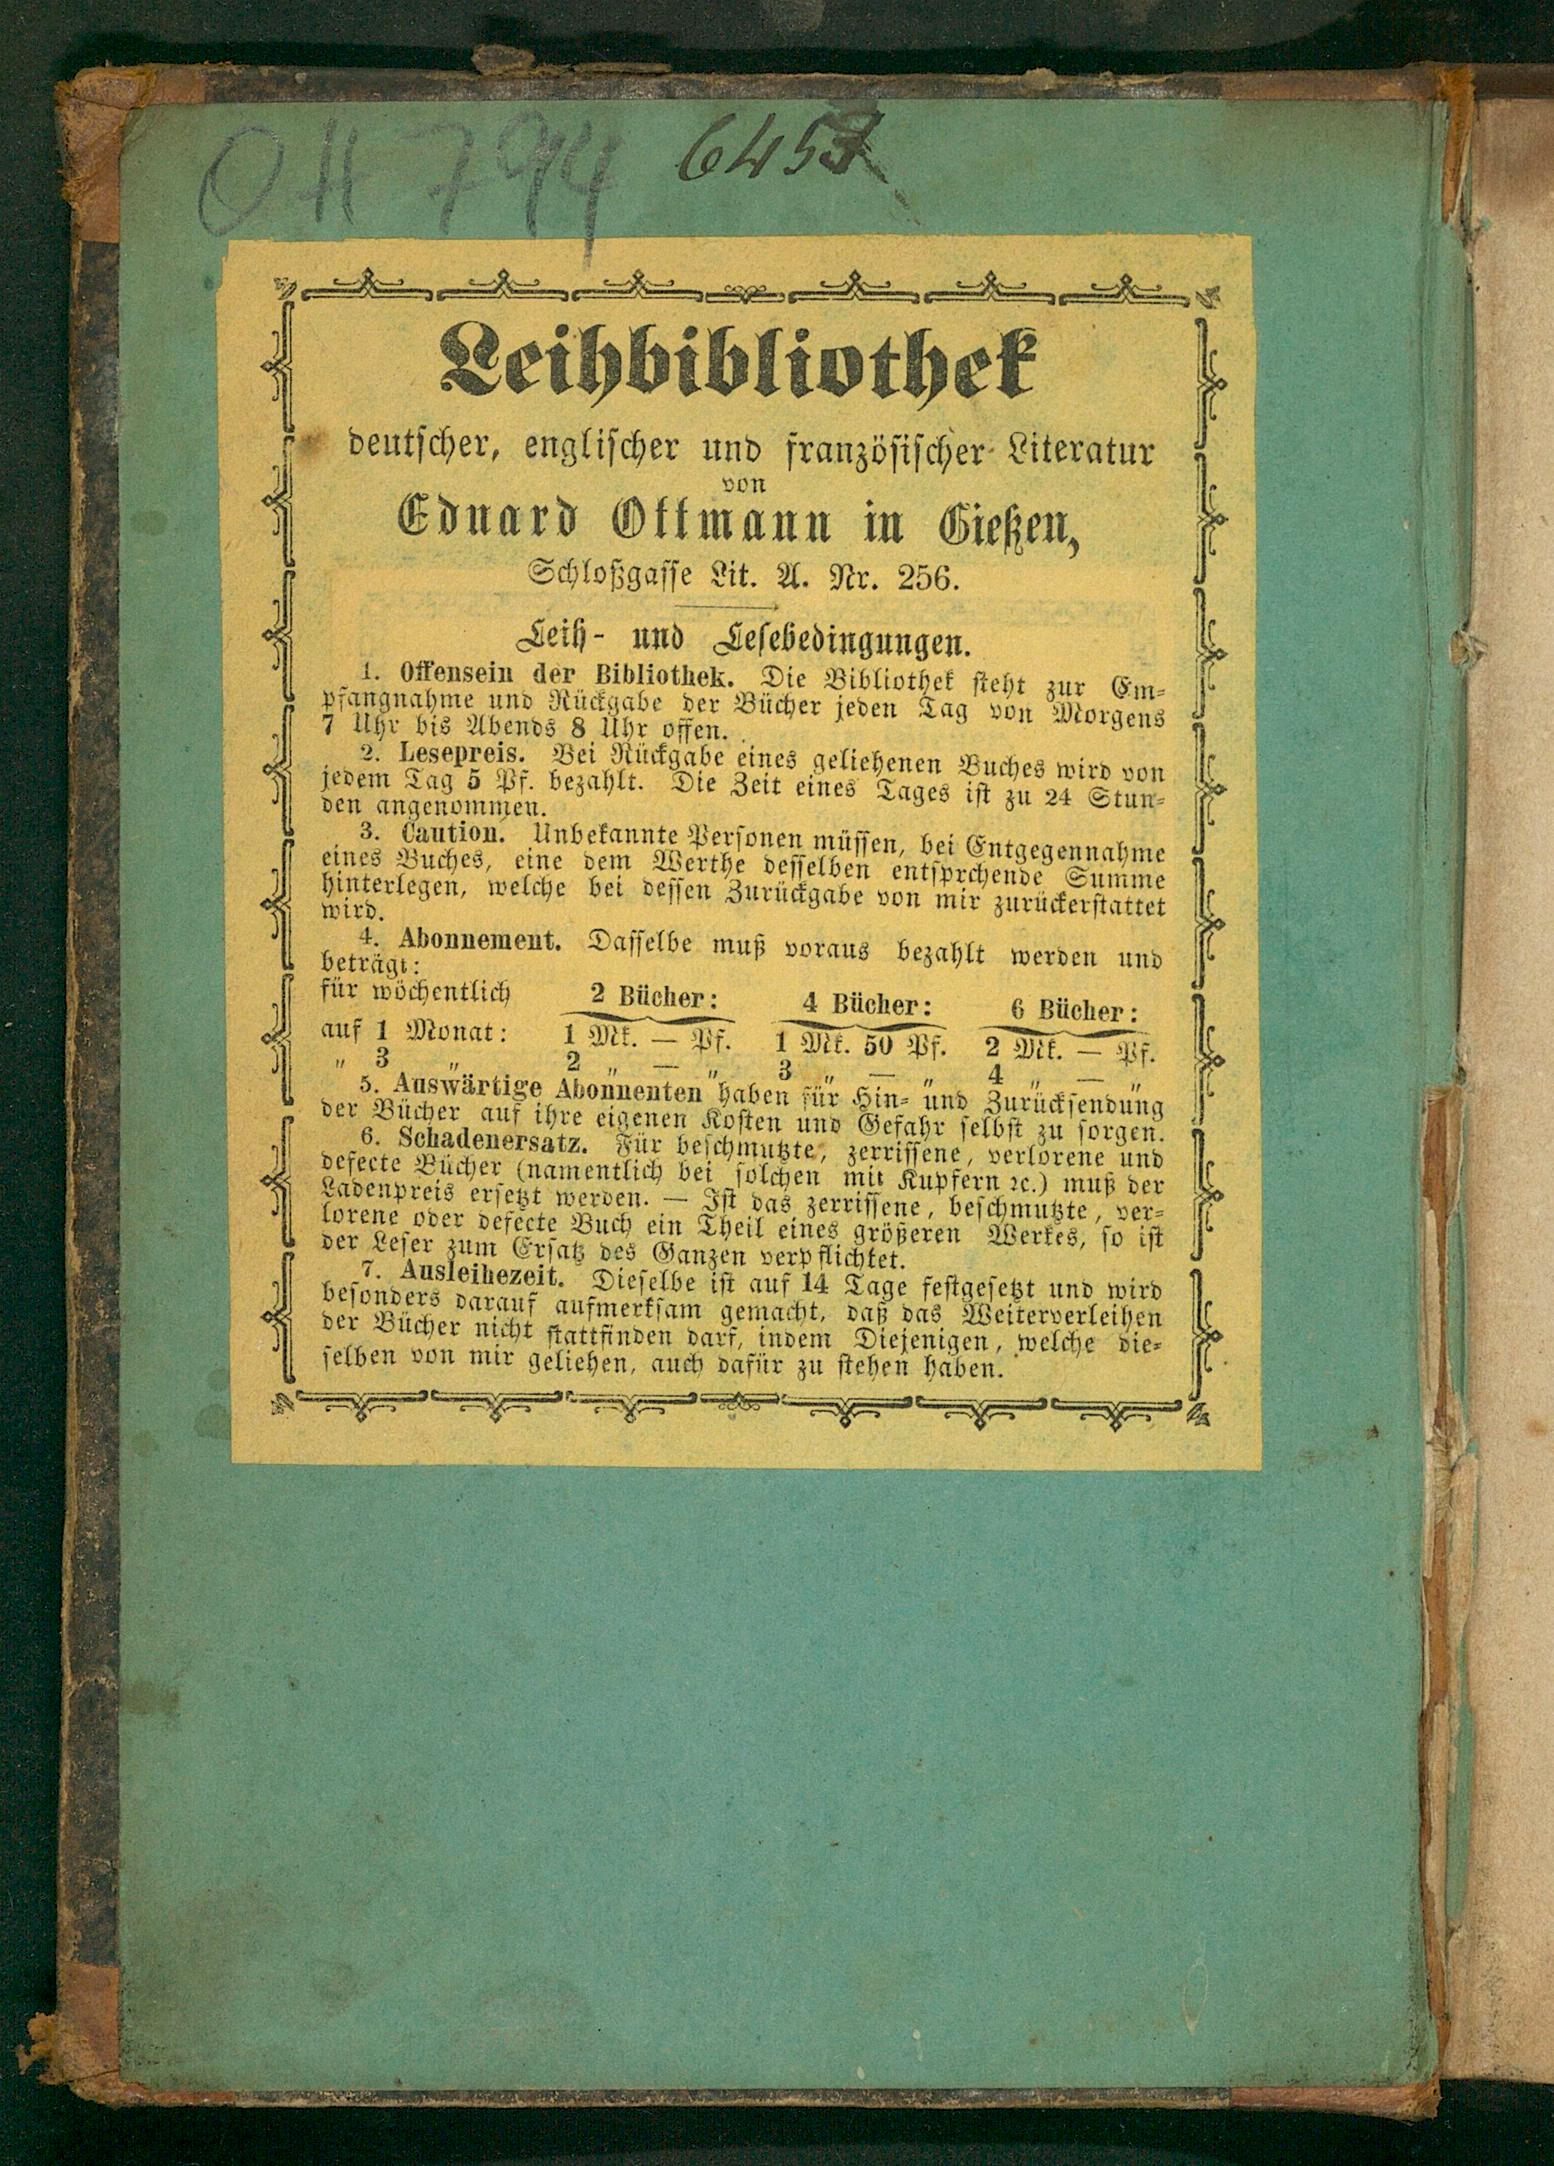 OH 794
645
Leihbibliothek
deutscher, englischer und französischer Literatur
von
Eduard Ottmann in Gießen,
Schloßgasse Lit. A. Nr. 256.
Leih- und Lesebedingungen.
1. Offensein der Bibliothek. Die Bibliothek steht zur Em-
pfangnahme und Rückgabe der Bücher jeden Tag von Morgens
7 Uhr bis Abends 8 Uhr offen.
2. Lesepreis. Bei Rückgabe eines geliehenen Buches wird von
jedem Tag 5 Pf. bezahlt. Die Zeit eines Tages ist zu 24 Stun-
den angenommen.
3. Caution. Unbekannte Personen müssen, bei Entgegennahme
eines Buches, eine dem Werthe desselben entsprchende Summe
hinterlegen, welche bei dessen Zurückgabe von mir zurückerstattet
wird.
4. Abonnement. Dasselbe muß voraus bezahlt werden und
beträgt:
für wöchentlich 2 Bücher: 4 Bücher: 6 Bücher:
auf 1 Monat: 1 Mk. — Pf. 1 Mk. 50 Pf. 2 Mk. — Pf.
„ 3 „ 2 „ — „ 3 „ — „ 4 „ — „
5. Auswärtige Abonnenten haben für Hin- und Zurücksendung
der Bücher auf ihre eigenen Kosten und Gefahr selbst zu sorgen.
6. Schadenersatz. Für beschmutzte, zerrissene, verlorene und
defecte Bücher (namentlich bei solchen mit Kupfern ꝛc.) muß der
Ladenpreis ersetzt werden. — Ist das zerrissene, beschmutzte, ver-
lorene oder defecte Buch ein Theil eines größeren Werkes, so ist
der Leser zum Ersatz des Ganzen verpflichtet.
7. Ausleihezeit. Dieselbe ist auf 14 Tage festgesetzt und wird
besonders darauf aufmerksam gemacht, daß das Weiterverleihen
der Bücher nicht stattfinden darf, indem Diejenigen, welche die-
selben von mir geliehen, auch dafür zu stehen haben.